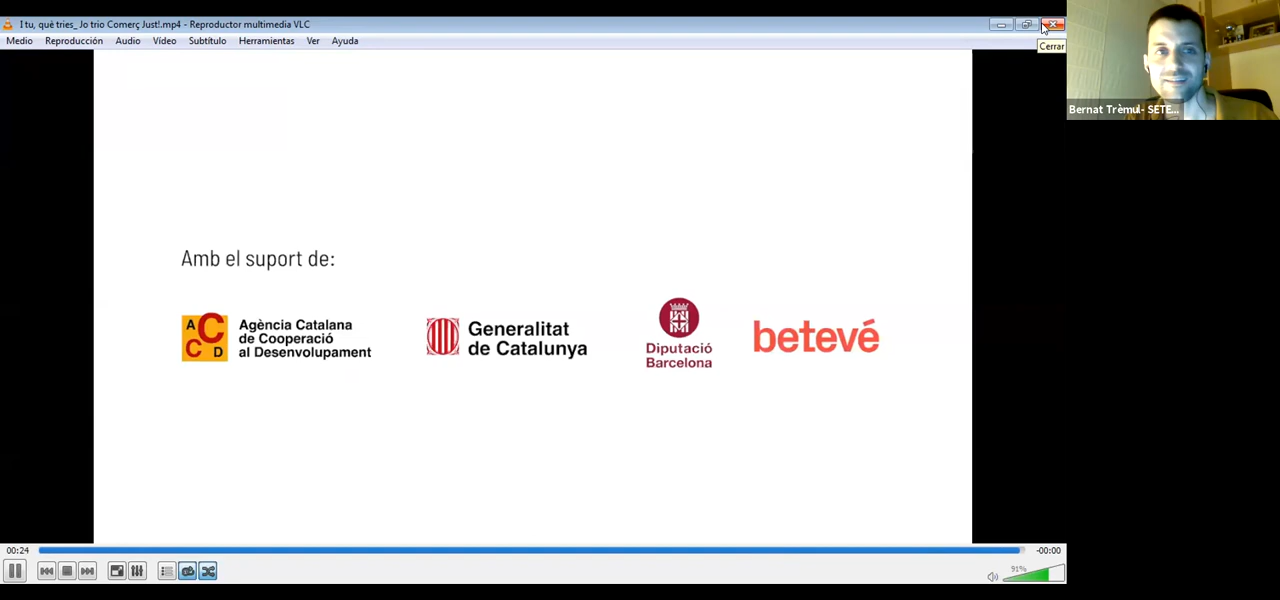 I tu, què tries_ Jo trio Comerç Just!.mp4 - Reproductor multimedia VLC
Medio Reproducción Audio Vídeo Subtítulo Herramientas Ver Ayuda
Cerrar
Bernat Trèmul- SETE...
Amb el suport de:
A C C D
Agència Catalana
de Cooperació
al Desenvolupament
Generalitat
de Catalunya
Diputació
Barcelona
betevé
00:24
-00:00
91%